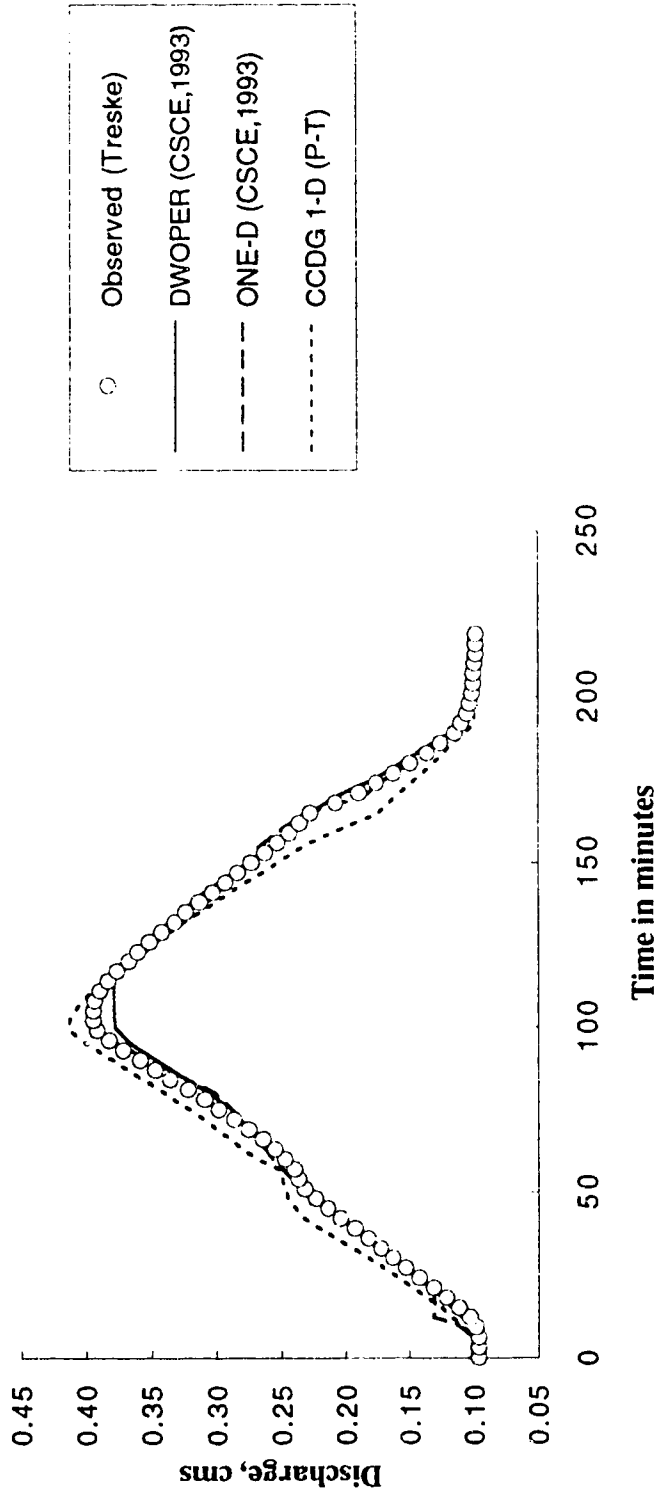 Observed (Treske)
DWOPER (CSCE,1993)
ONE-D (CSCE,1993)
CCDG 1-D (P-T)
0.45
0.40
0.35
0.30
0.25
0.20
0.15
0.10
0.05
Discharge, cms
0
50
100
150
200
250
Time in minutes